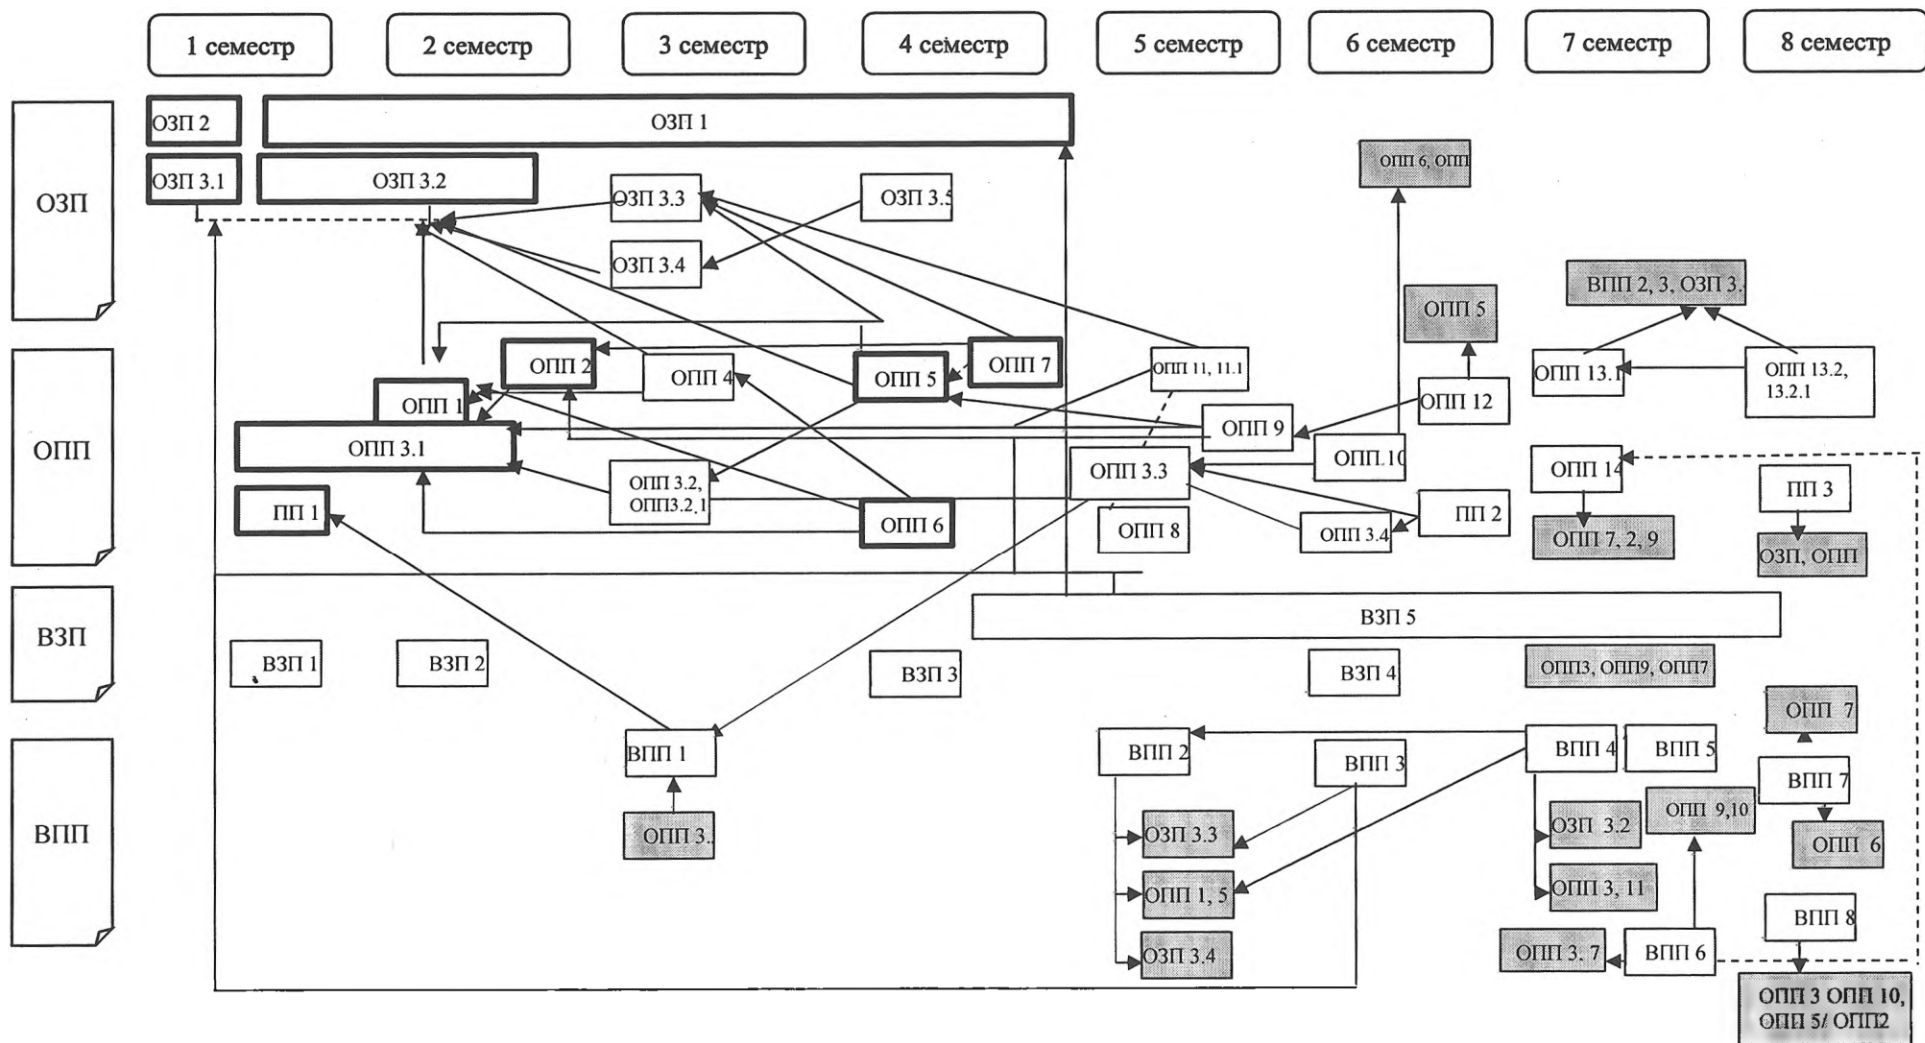 1 семестр
2 семестр
3 семестр
4 семестр
5 семестр
6 семестр
7 семестр
8 семестр
ОЗП
ОЗП 2
ОЗП 1
ОЗП 3.1
ОЗП 3.2
ОЗП 3.3
ОЗП 3.5
ОПП 6, ОПП
ОЗП 3.4
ВПП 2, 3, ОЗП 3.
ОПП 5
ОПП
ОПП 2
ОПП 4
ОПП 5
ОПП 7
ОПП 11, 11.1
ОПП 13.1
ОПП 13.2,
13.2.1
ОПП 1
ОПП 12
ОПП 9
ОПП 3.1
ОПП.10
ОПП 3.2,
ОПП3.2.1
ОПП 3.3
ОПП 14
ПП 3
ПП 1
ОПП 6
ОПП 8
ОПП 3.4
ПП 2
ОПП 7, 2, 9
ОЗП, ОПП
ВЗП
ВЗП 5
ВЗП 1
ВЗП 2
ВЗП 3
ВЗП 4
ОПП3, ОПП9, ОПП7
ОПП 7
ВПП
ВПП 1
ВПП 2
ВПП 3
ВПП 4
ВПП 5
ВПП 7
ОПП 3.
ОЗП 3.3
ОЗП 3.2
ОПП 9,10
ОПП 6
ОПП 1, 5
ОПП 3, 11
ВПП 8
ОЗП 3.4
ОПП 3. 7
ВПП 6
ОПП 3 ОПП 10,
ОПП 5/ ОПП2